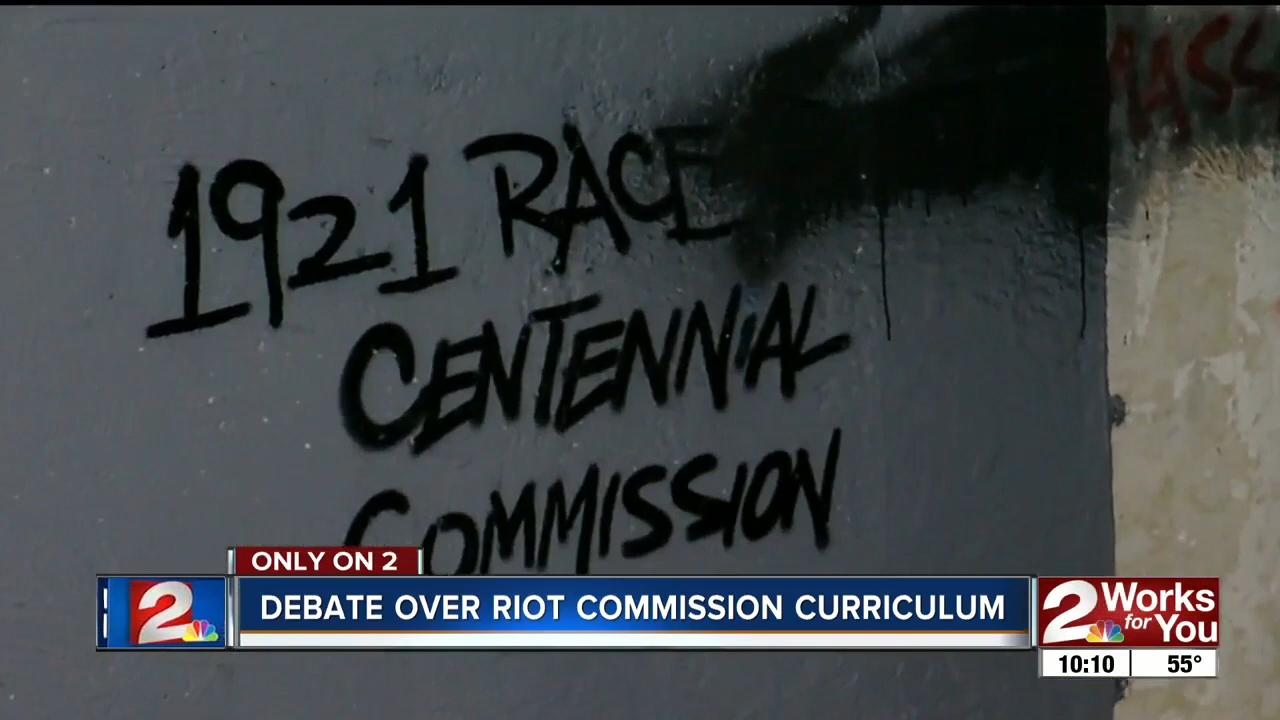 1921 RACE
CENTENNIAL
COMMISSION
ONLY ON 2
2
DEBATE OVER RIOT COMMISSION CURRICULUM
2 Works
for You
10:10 55°